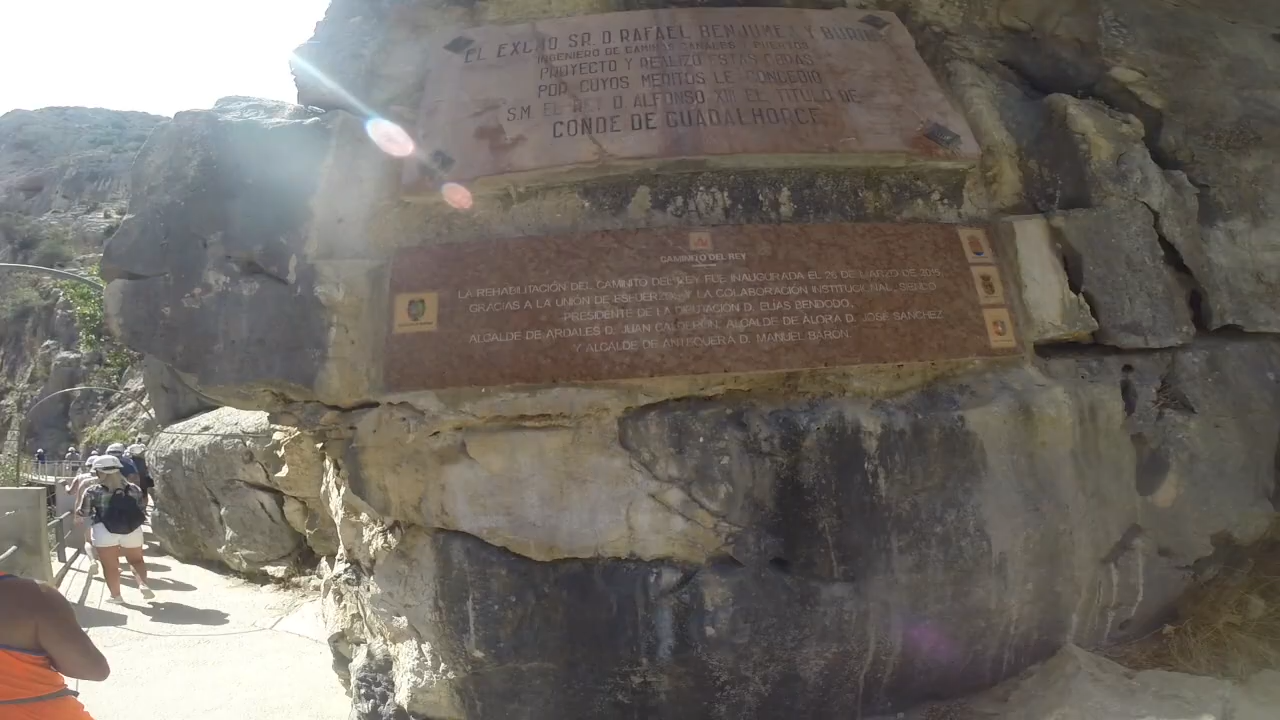 EL EXCMO SR. D RAFAEL BENJUMEA Y BURIN
INGENIERO DE CAMINOS CANALES Y PUERTOS
PROYECTO Y REALIZO ESTAS OBRAS
POR CUYOS MERITOS LE CONCEDIO
S.M. EL REY D ALFONSO XIII EL TITULO DE
CONDE DE GUADALHORCE
CAMINITO DEL REY
LA REHABILITACIÓN DEL CAMINITO DEL REY FUE INAUGURADA EL 26 DE MARZO DE 2015,
GRACIAS A LA UNIÓN DE ESFUERZOS Y LA COLABORACIÓN INSTITUCIONAL, SIENDO
PRESIDENTE DE LA DIPUTACIÓN D. ELÍAS BENDODO,
ALCALDE DE ARDALES D. JUAN CALDERÓN, ALCALDE DE ÁLORA D. JOSÉ SÁNCHEZ
Y ALCALDE DE ANTEQUERA D. MANUEL BARÓN.